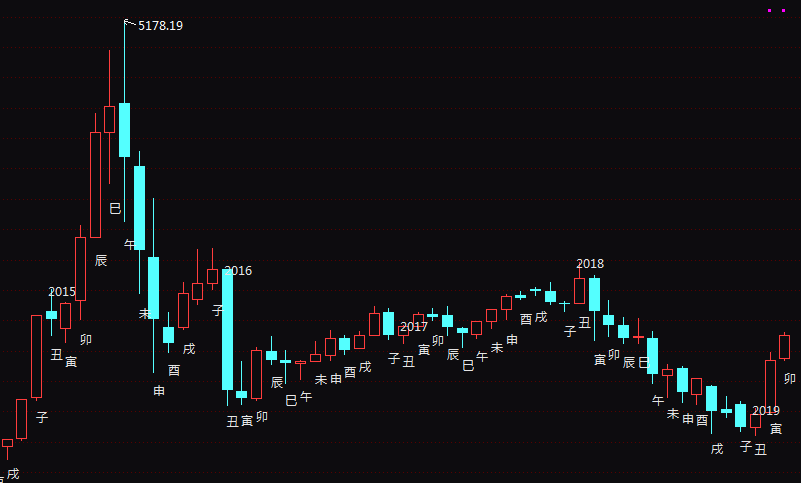 5178.19
戌
子
2015
丑
寅
卯
辰
巳
午
未
申
酉
戌
子
2016
丑
寅
卯
辰
巳
午
未
申
酉
戌
子
2017
丑
寅
卯
辰
巳
午
未
申
酉
戌
子
2018
丑
寅
卯
辰
巳
午
未
申
酉
戌
子
2019
丑
寅
卯